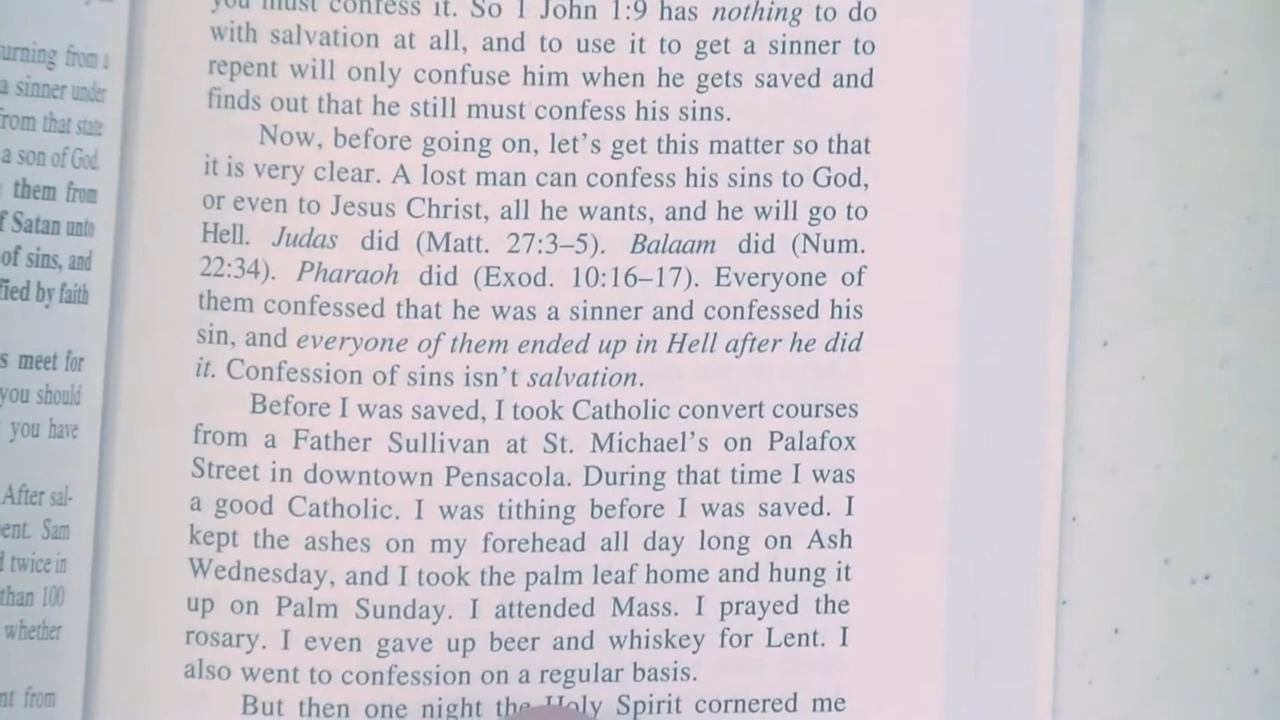 urning from a
a sinner under
from that state
a son of God
them from
f Satan unto
of sins, and
fied by faith
s meet for
you should
you have
After sal-
ent. Sam
d twice in
than 100
whether
nt from
you must confess it. So 1 John 1:9 has nothing to do
with salvation at all, and to use it to get a sinner to
repent will only confuse him when he gets saved and
finds out that he still must confess his sins.
Now, before going on, let's get this matter so that
it is very clear. A lost man can confess his sins to God,
or even to Jesus Christ, all he wants, and he will go to
Hell. Judas did (Matt. 27:3–5). Balaam did (Num.
22:34). Pharaoh did (Exod. 10:16–17). Everyone of
them confessed that he was a sinner and confessed his
sin, and everyone of them ended up in Hell after he did
it. Confession of sins isn't salvation.
Before I was saved, I took Catholic convert courses
from a Father Sullivan at St. Michael's on Palafox
Street in downtown Pensacola. During that time I was
a good Catholic. I was tithing before I was saved. I
kept the ashes on my forehead all day long on Ash
Wednesday, and I took the palm leaf home and hung it
up on Palm Sunday. I attended Mass. I prayed the
rosary. I even gave up beer and whiskey for Lent. I
also went to confession on a regular basis.
But then one night the Holy Spirit cornered me